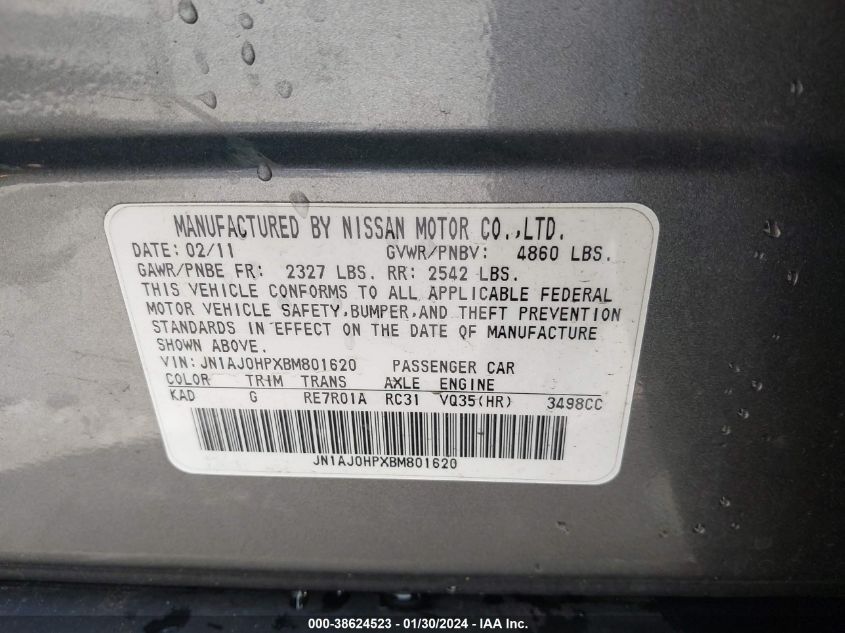 MANUFACTURED BY NISSAN MOTOR CO.,LTD.
DATE: 02/11 GVWR/PNBV: 4860 LBS.
GAWR/PNBE FR: 2327 LBS. RR: 2542 LBS.
THIS VEHICLE CONFORMS TO ALL APPLICABLE FEDERAL
MOTOR VEHICLE SAFETY,BUMPER,AND THEFT PREVENTION
STANDARDS IN EFFECT ON THE DATE OF MANUFACTURE
SHOWN ABOVE.
VIN: JN1AJ0HPXBM801620 PASSENGER CAR
COLOR TRIM TRANS AXLE ENGINE
KAD G RE7R01A RC31 VQ35(HR) 3498CC
JN1AJ0HPXBM801620
000-38624523 - 01/30/2024 - IAA Inc.